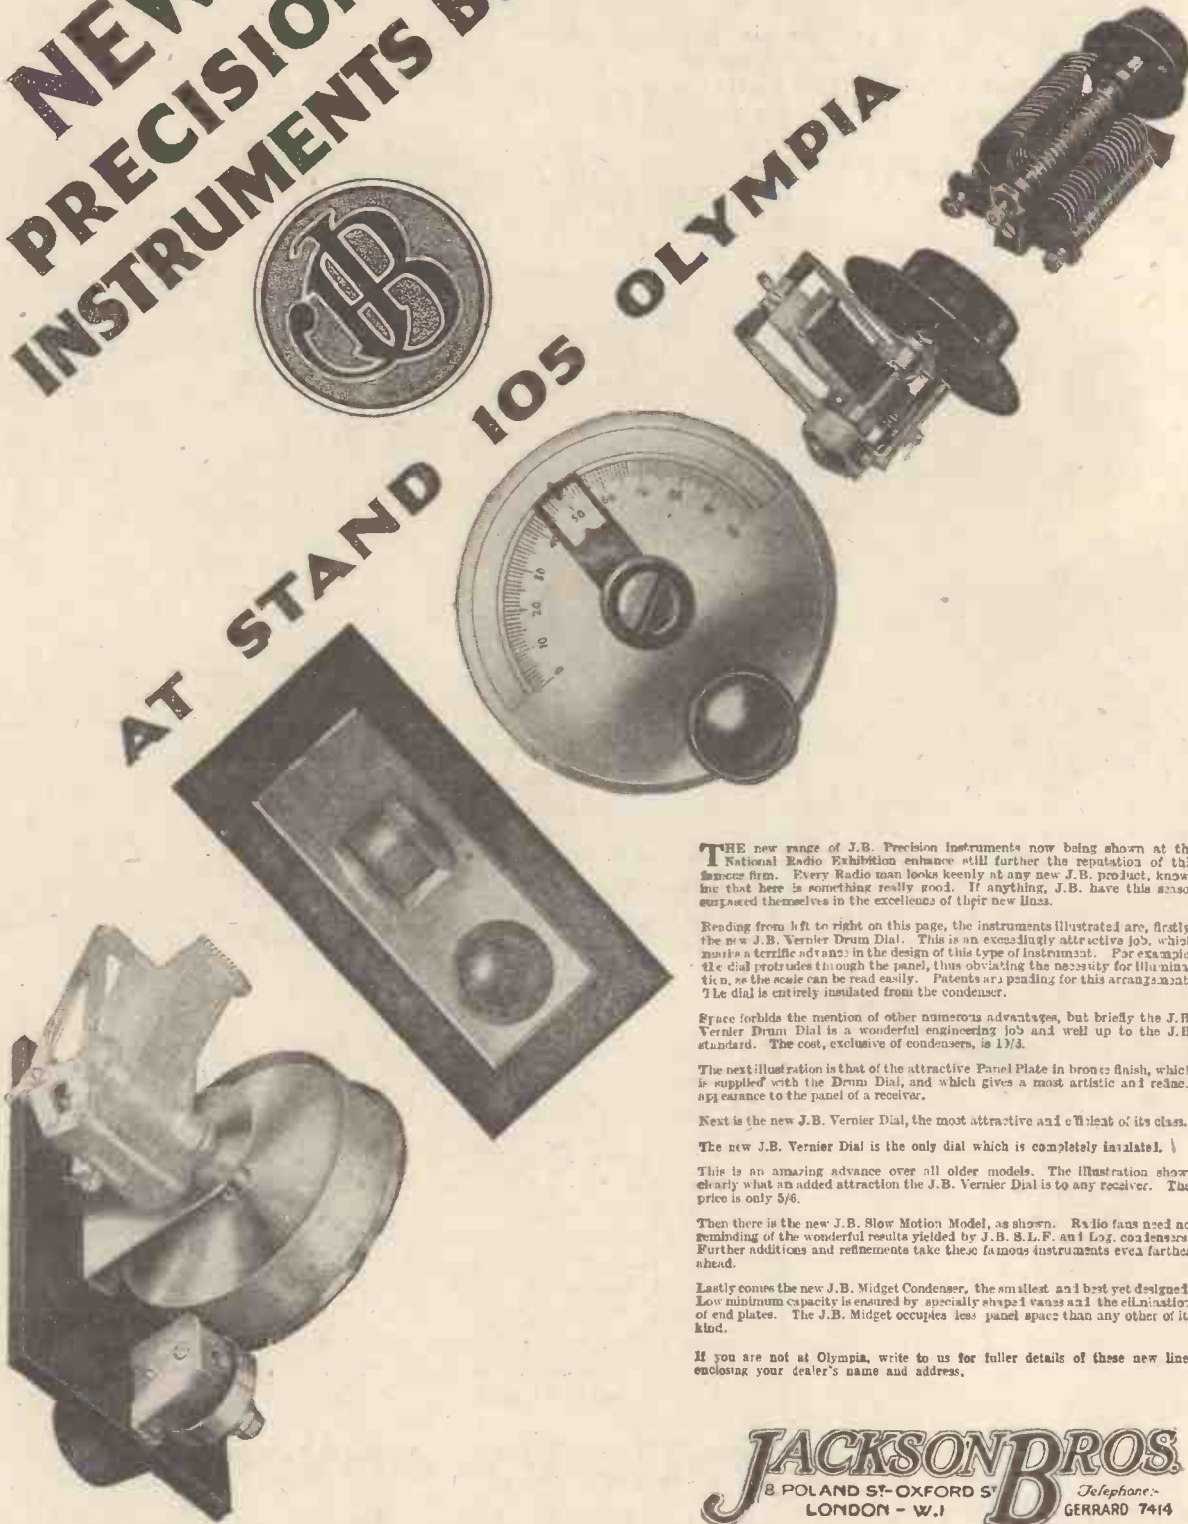 NEW
PRECISION
INSTRUMENTS B
JB
AT STAND 105 OLYMPIA
0 10 20 30 50 60
THE new range of J.B. Precision Instruments now being shown at th
National Radio Exhibition enhance still further the reputation of thi
famous firm. Every Radio man looks keenly at any new J.B. product, know
ing that here is something really good. If anything, J.B. have this seaso
surpassed themselves in the excellence of their new lines.
Reading from left to right on this page, the instruments illustrated are, firstly
the new J.B. Vernier Drum Dial. This is an exceedingly attractive job, which
marks a terrific advance in the design of this type of instrument. For example
the dial protrudes through the panel, thus obviating the necessity for illumina
tion, as the scale can be read easily. Patents are pending for this arrangement
The dial is entirely insulated from the condenser.
Space forbids the mention of other numerous advantages, but briefly the J.B
Vernier Drum Dial is a wonderful engineering job and well up to the J.B
standard. The cost, exclusive of condensers, is
The next illustration is that of the attractive Panel Plate in bronze finish, which
is supplied with the Drum Dial, and which gives a most artistic and refine
appearance to the panel of a receiver.
Next is the new J.B. Vernier Dial, the most attractive and efficient of its class.
The new J.B. Vernier Dial is the only dial which is completely insulated.
This is an amazing advance over all older models. The illustration show
clearly what an added attraction the J.B. Vernier Dial is to any receiver. The
price is only 5/6.
Then there is the new J.B. Slow Motion Model, as shown. Radio fans need no
reminding of the wonderful results yielded by J.B. S.L.F. and Log. condensers
Further additions and refinements take these famous instruments even farther
ahead.
Lastly comes the new J.B. Midget Condenser, the smallest and best yet designed
Low minimum capacity is ensured by specially shaped vanes and the elimination
of end plates. The J.B. Midget occupies less panel space than any other of it
kind.
If you are not at Olympia, write to us for fuller details of these new line
enclosing your dealer's name and address.
JACKSON BROS.
8 POLAND ST-OXFORD ST Telephone:-
LONDON - W.1 GERRARD 7414